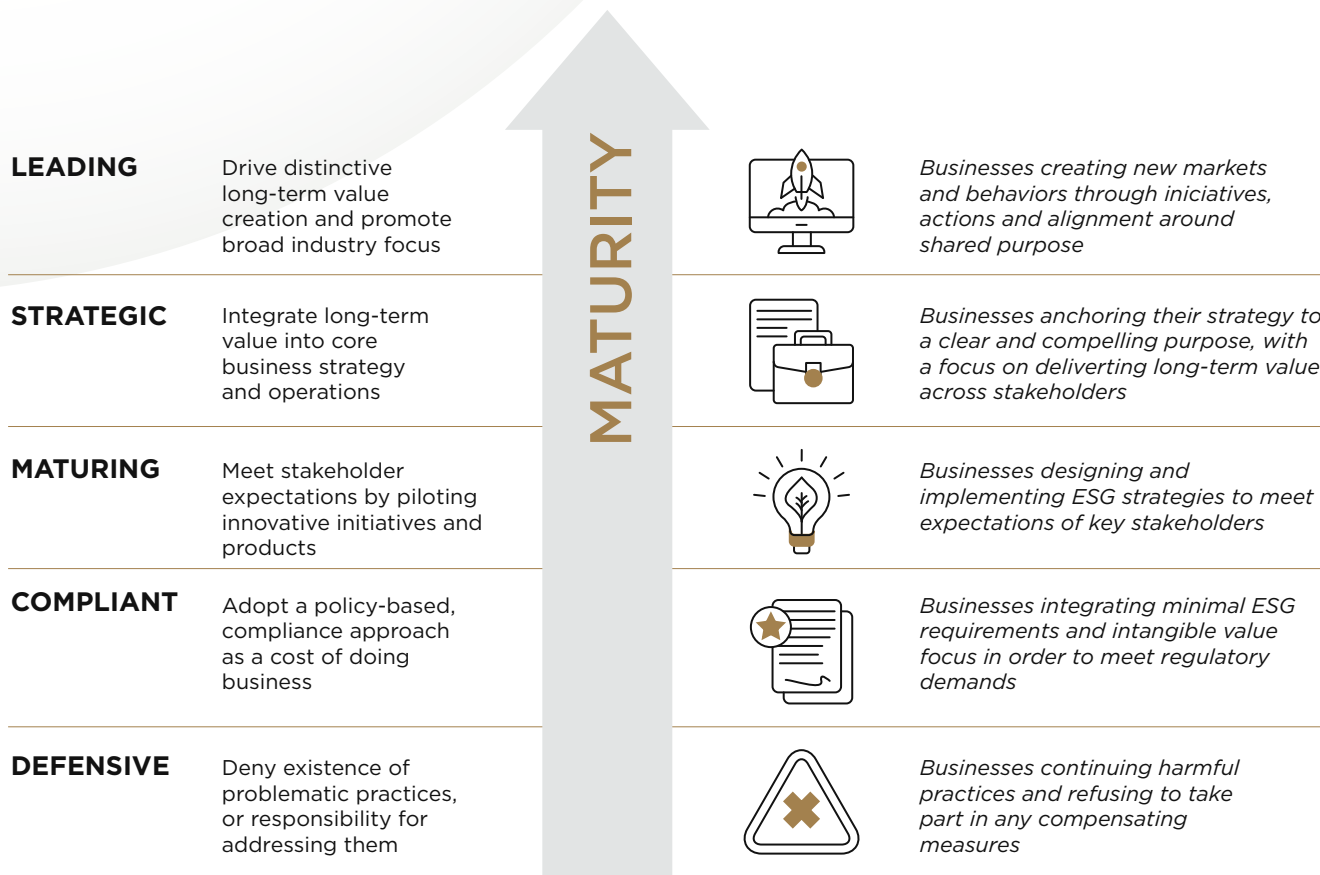 MATURITY
LEADING
Drive distinctive
long-term value
creation and promote
broad industry focus
Businesses creating new markets
and behaviors through iniciatives,
actions and alignment around
shared purpose
STRATEGIC
Integrate long-term
value into core
business strategy
and operations
Businesses anchoring their strategy to
a clear and compelling purpose, with
a focus on deliverting long-term value
across stakeholders
MATURING
Meet stakeholder
expectations by piloting
innovative initiatives and
products
Businesses designing and
implementing ESG strategies to meet
expectations of key stakeholders
COMPLIANT
Adopt a policy-based,
compliance approach
as a cost of doing
business
Businesses integrating minimal ESG
requirements and intangible value
focus in order to meet regulatory
demands
DEFENSIVE
Deny existence of
problematic practices,
or responsibility for
addressing them
Businesses continuing harmful
practices and refusing to take
part in any compensating
measures